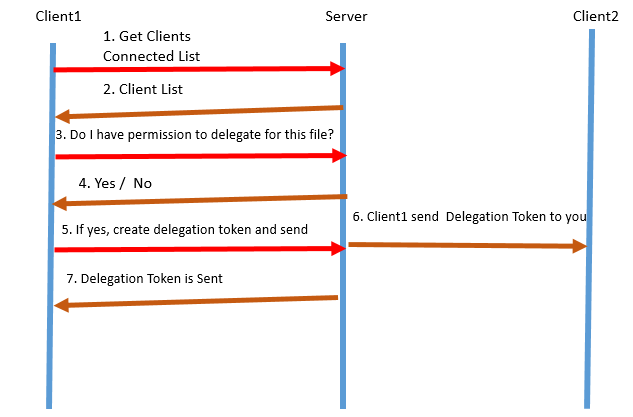 Client1
Server
Client2
1. Get Clients
Connected List
2. Client List
3. Do I have permission to delegate for this file?
4. Yes / No
5. If yes, create delegation token and send
6. Client1 send Delegation Token to you
7. Delegation Token is Sent